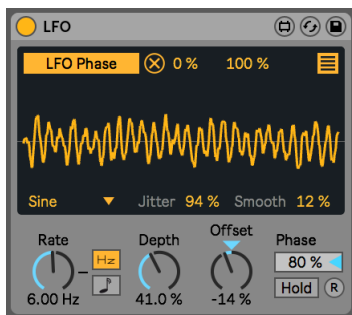 LFO
LFO Phase 0 % 100 %
Sine Jitter 94 % Smooth 12 %
Rate Depth Offset Phase
Hz 80 %
Hold R
6.00 Hz 41.0 % -14 %